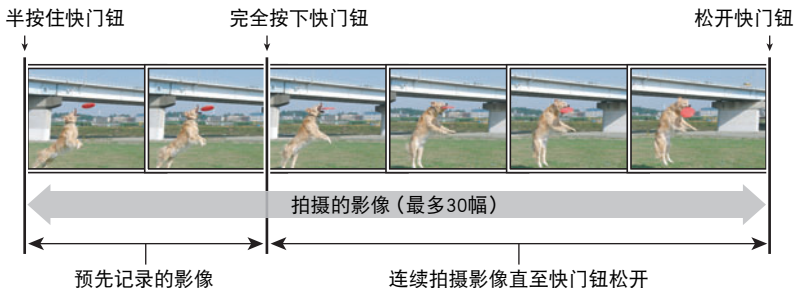 半按住快门钮 完全按下快门钮 松开快门钮
拍摄的影像（最多30幅）
预先记录的影像 连续拍摄影像直至快门钮松开